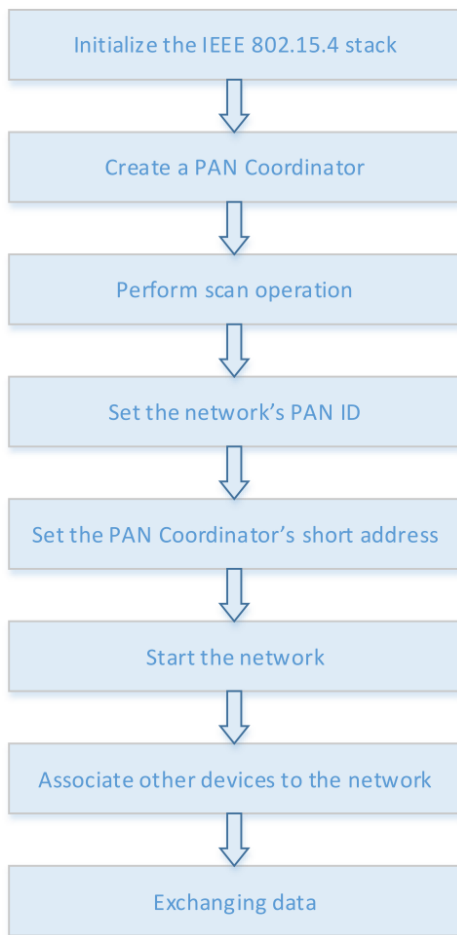 Initialize the IEEE 802.15.4 stack
Create a PAN Coordinator
Perform scan operation
Set the network’s PAN ID
Set the PAN Coordinator’s short address
Start the network
Associate other devices to the network
Exchanging data